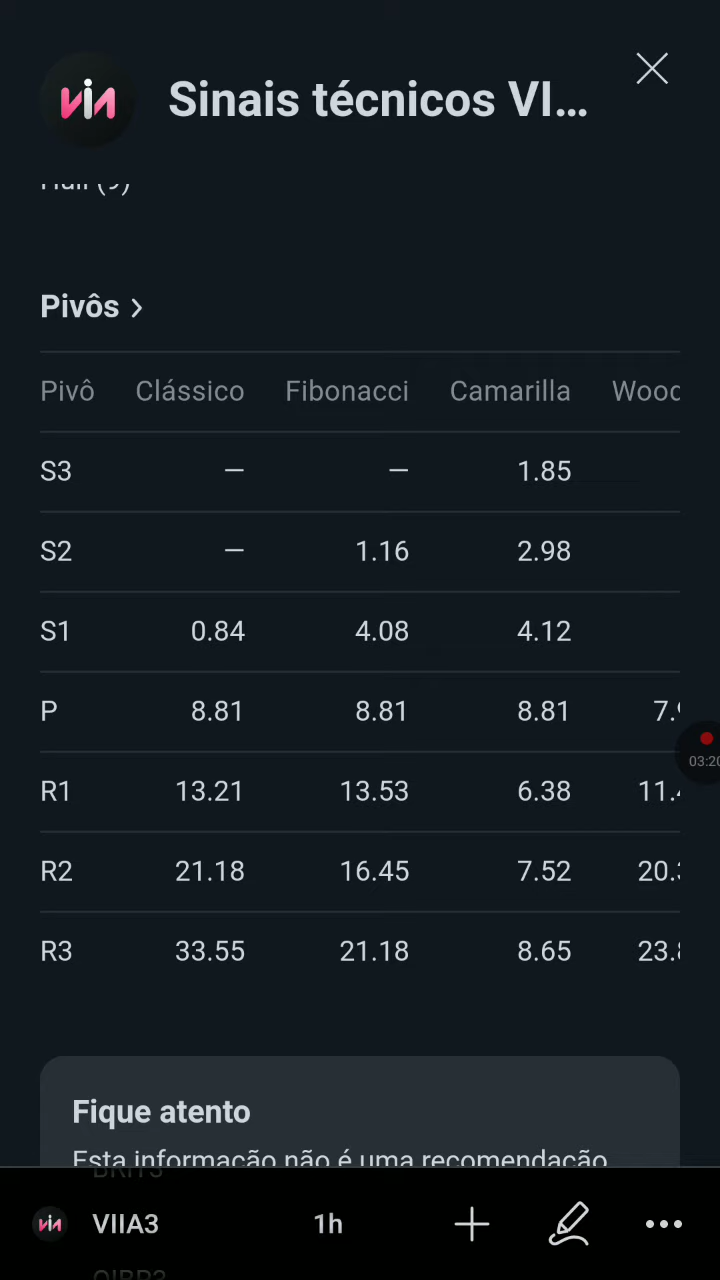 Sinais técnicos VI...
Hull (9)
Pivôs
Pivô Clássico Fibonacci Camarilla
S3 — — 1.85
S2 — 1.16 2.98
S1 0.84 4.08 4.12
P 8.81 8.81 8.81
R1 13.21 13.53 6.38
R2 21.18 16.45 7.52
R3 33.55 21.18 8.65
Fique atento
Esta informação não é uma recomendação
VIIA3 1h